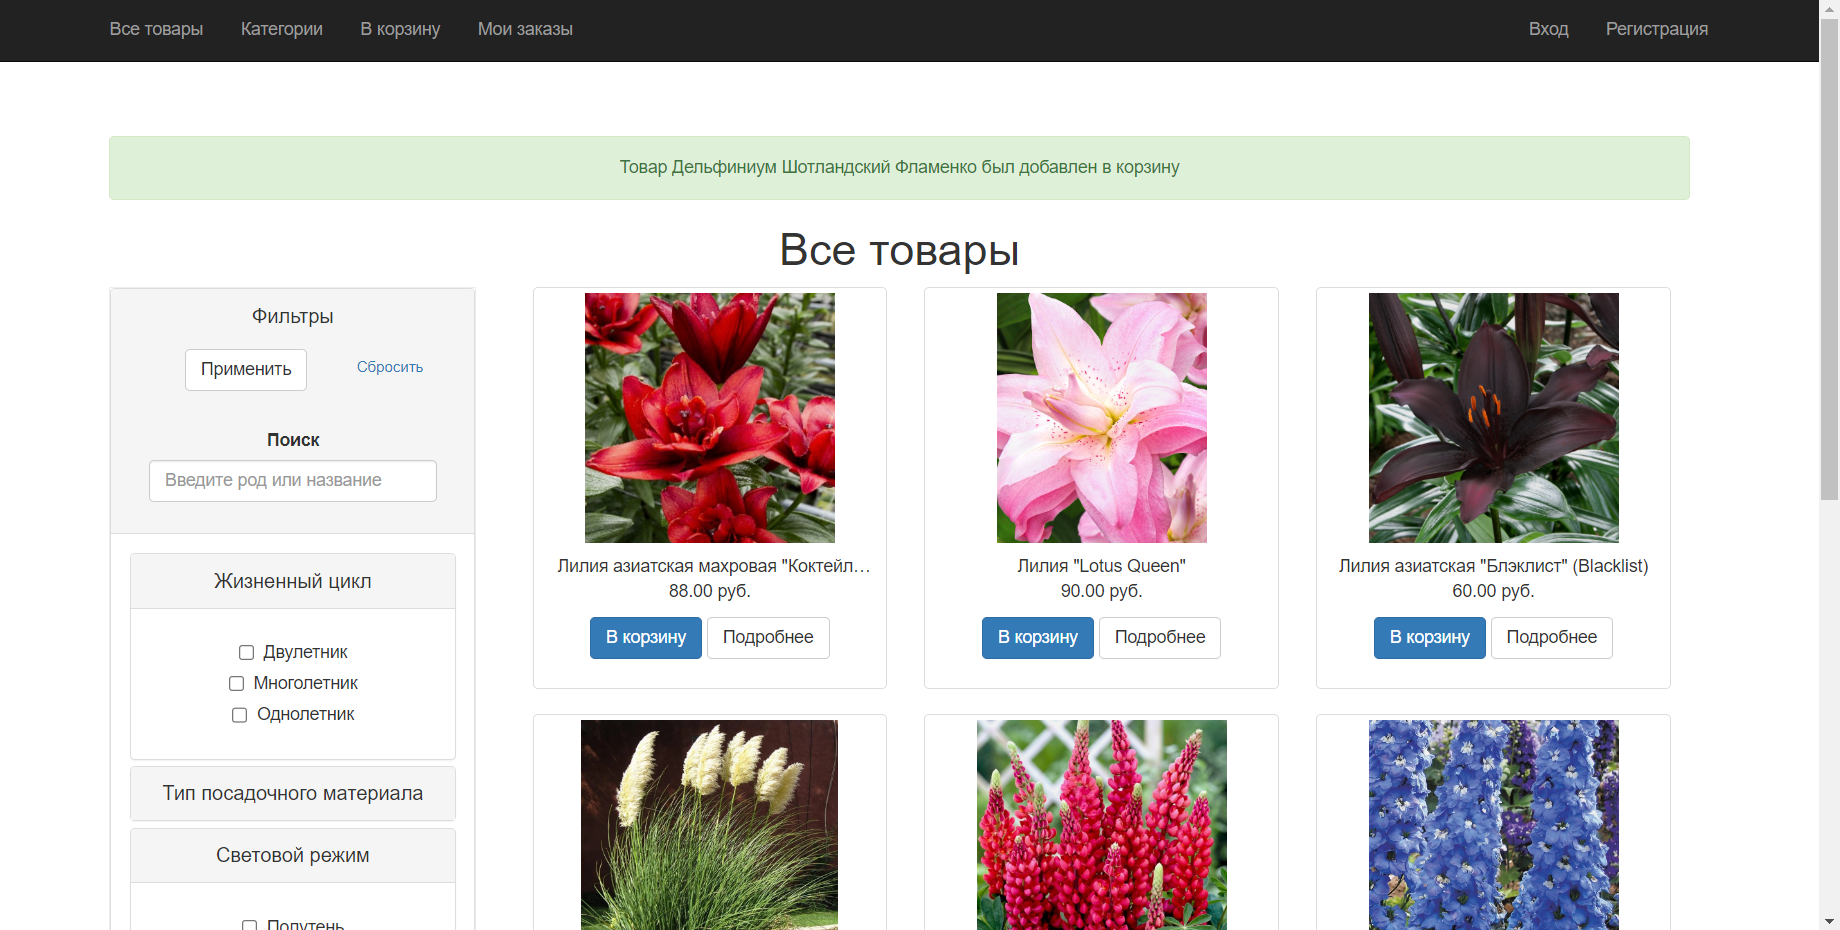 Все товары Категории В корзину Мои заказы Вход Регистрация
Товар Дельфиниум Шотландский Фламенко был добавлен в корзину
Все товары
Фильтры
Применить Сбросить
Поиск
Введите род или название
Жизненный цикл
Двулетник
Многолетник
Однолетник
Тип посадочного материала
Световой режим
Полутень
Лилия азиатская махровая "Коктейл...
88.00 руб.
В корзину Подробнее
Лилия "Lotus Queen"
90.00 руб.
В корзину Подробнее
Лилия азиатская "Блэклист" (Blacklist)
60.00 руб.
В корзину Подробнее